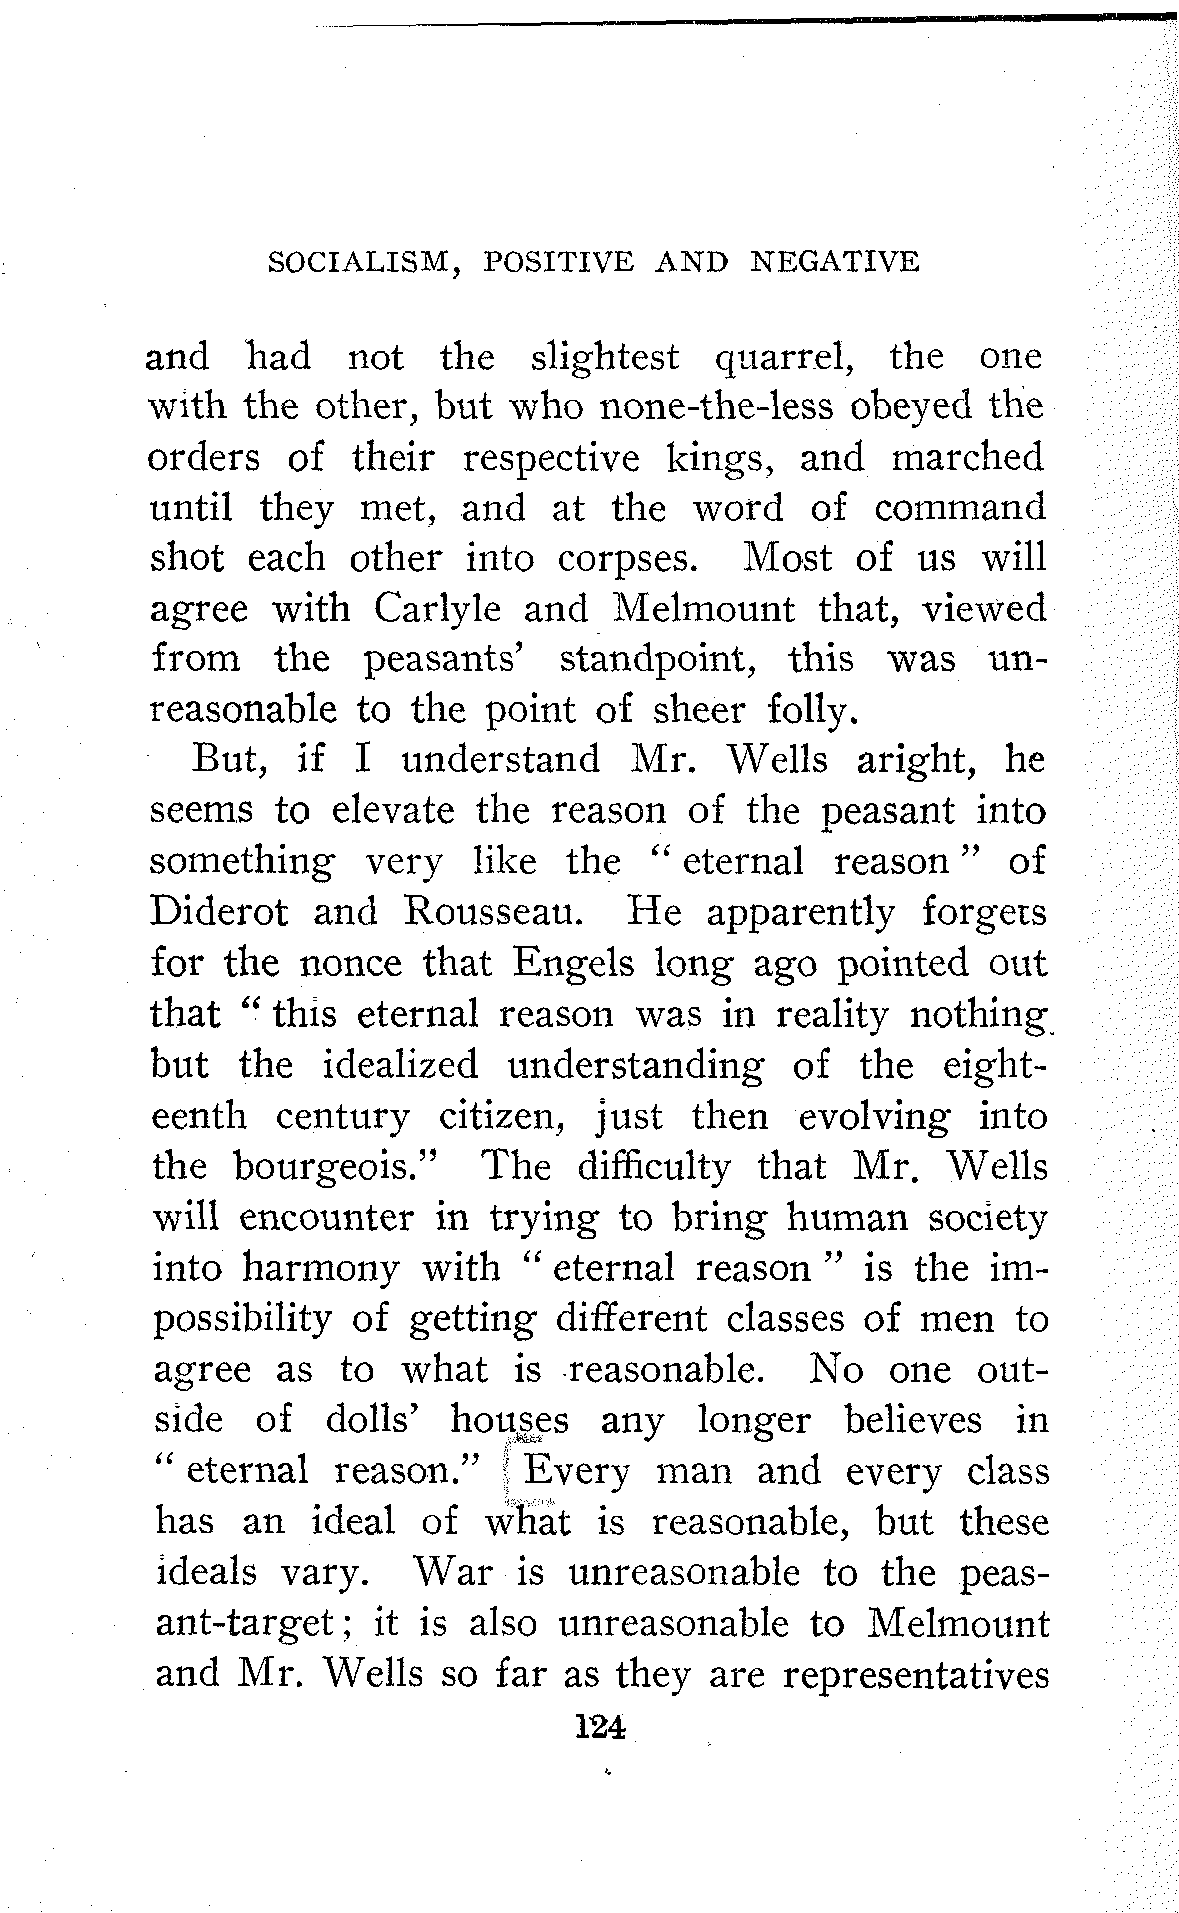 SOCIALISM, POSITIVE AND NEGATIVE
and had not the slightest quarrel, the one
with the other, but who none-the-less obeyed the
orders of their respective kings, and marched
until they met, and at the word of command
shot each other into corpses. Most of us will
agree with Carlyle and Melmount that, viewed
from the peasants' standpoint, this was un-
reasonable to the point of sheer folly.
But, if I understand Mr. Wells aright, he
seems to elevate the reason of the peasant into
something very like the " eternal reason " of
Diderot and Rousseau. He apparently forgets
for the nonce that Engels long ago pointed out
that " this eternal reason was in reality nothing
but the idealized understanding of the eight-
eenth century citizen, just then evolving into
the bourgeois." The difficulty that Mr. Wells
will encounter in trying to bring human society
into harmony with " eternal reason " is the im-
possibility of getting different classes of men to
agree as to what is reasonable. No one out-
side of dolls' houses any longer believes in
" eternal reason." Every man and every class
has an ideal of what is reasonable, but these
ideals vary. War is unreasonable to the peas-
ant-target; it is also unreasonable to Melmount
and Mr. Wells so far as they are representatives
124